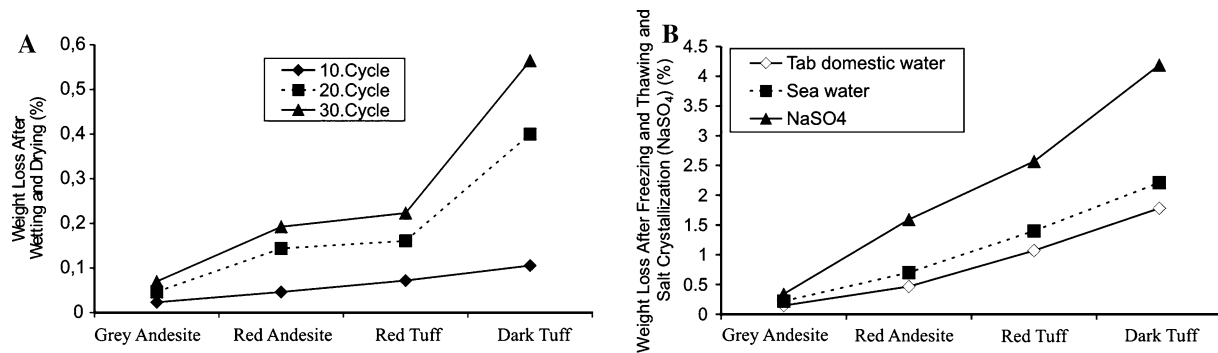 A
Weight Loss After
Wetting and Drying (%)
0,6
0,5
0,4
0,3
0,2
0,1
0
10.Cycle
20.Cycle
30.Cycle
Grey Andesite
Red Andesite
Red Tuff
Dark Tuff
B
Weight Loss After Freezing and Thawing and
Salt Crystallization (NaSO4) (%)
4.5
4
3.5
3
2.5
2
1.5
1
0.5
0
Tab domestic water
Sea water
NaSO4
Grey Andesite
Red Andesite
Red Tuff
Dark Tuff